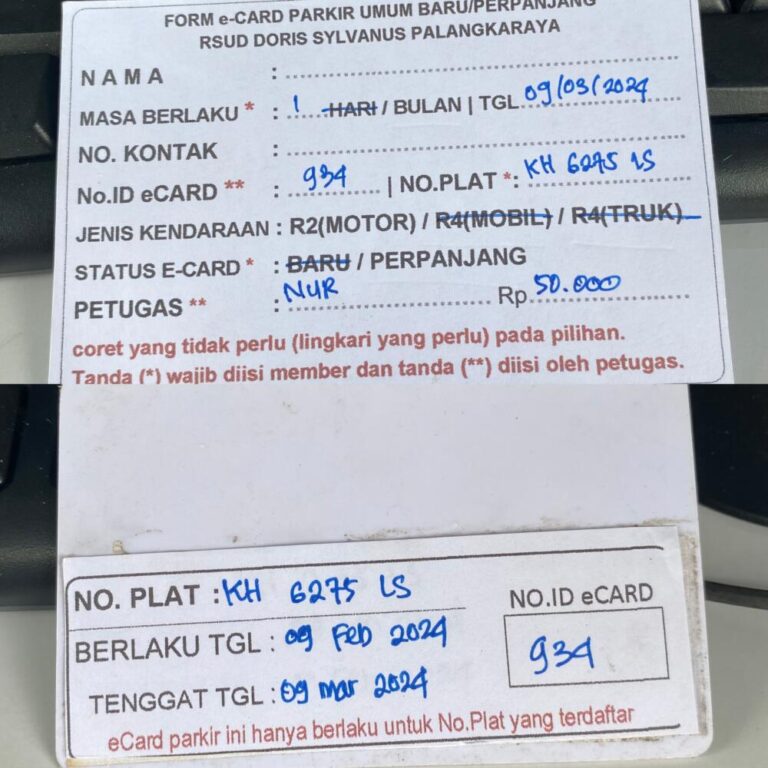 FORM e-CARD PARKIR UMUM BARU/PERPANJANG
RSUD DORIS SYLVANUS PALANGKARAYA
NAMA :
MASA BERLAKU * : 1 HARI / BULAN | TGL 09/03/2024
NO. KONTAK :
No.ID eCARD ** : 934 | NO.PLAT *: KH 6275 LS
JENIS KENDARAAN : R2(MOTOR) / R4(MOBIL) / R4(TRUK)
STATUS E-CARD * : BARU / PERPANJANG
PETUGAS ** : NUR Rp 50.000
coret yang tidak perlu (lingkari yang perlu) pada pilihan.
Tanda (*) wajib diisi member dan tanda (**) diisi oleh petugas.
NO. PLAT : KH 6275 LS
BERLAKU TGL : 09 Feb 2024
TENGGAT TGL : 09 mar 2024
NO.ID eCARD
934
eCard parkir ini hanya berlaku untuk No.Plat yang terdaftar